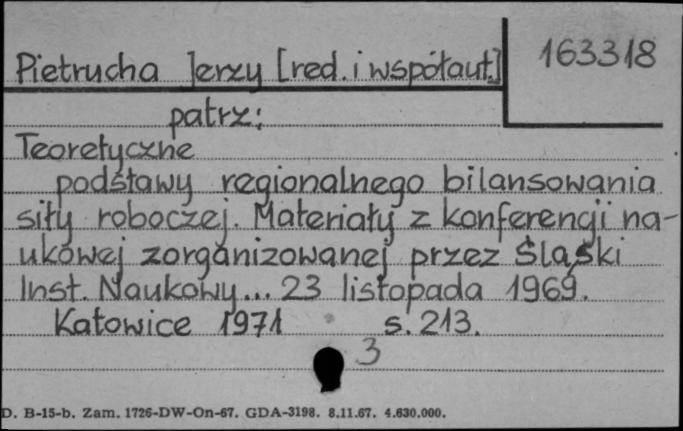 163318
Pietrucha Jerzy [red. i współaut.]
patrz:
Teoretyczne
podstawy regionalnego bilansowania
siły roboczej. Materiały z konferencji na-
ukowej zorganizowanej przez Śląski
Inst. Naukowy... 23 listopada 1969.
Katowice 1971 s. 213.
3
D. B-15-b. Zam. 1726-DW-On-67. GDA-3198. 8.11.67. 4.630.000.